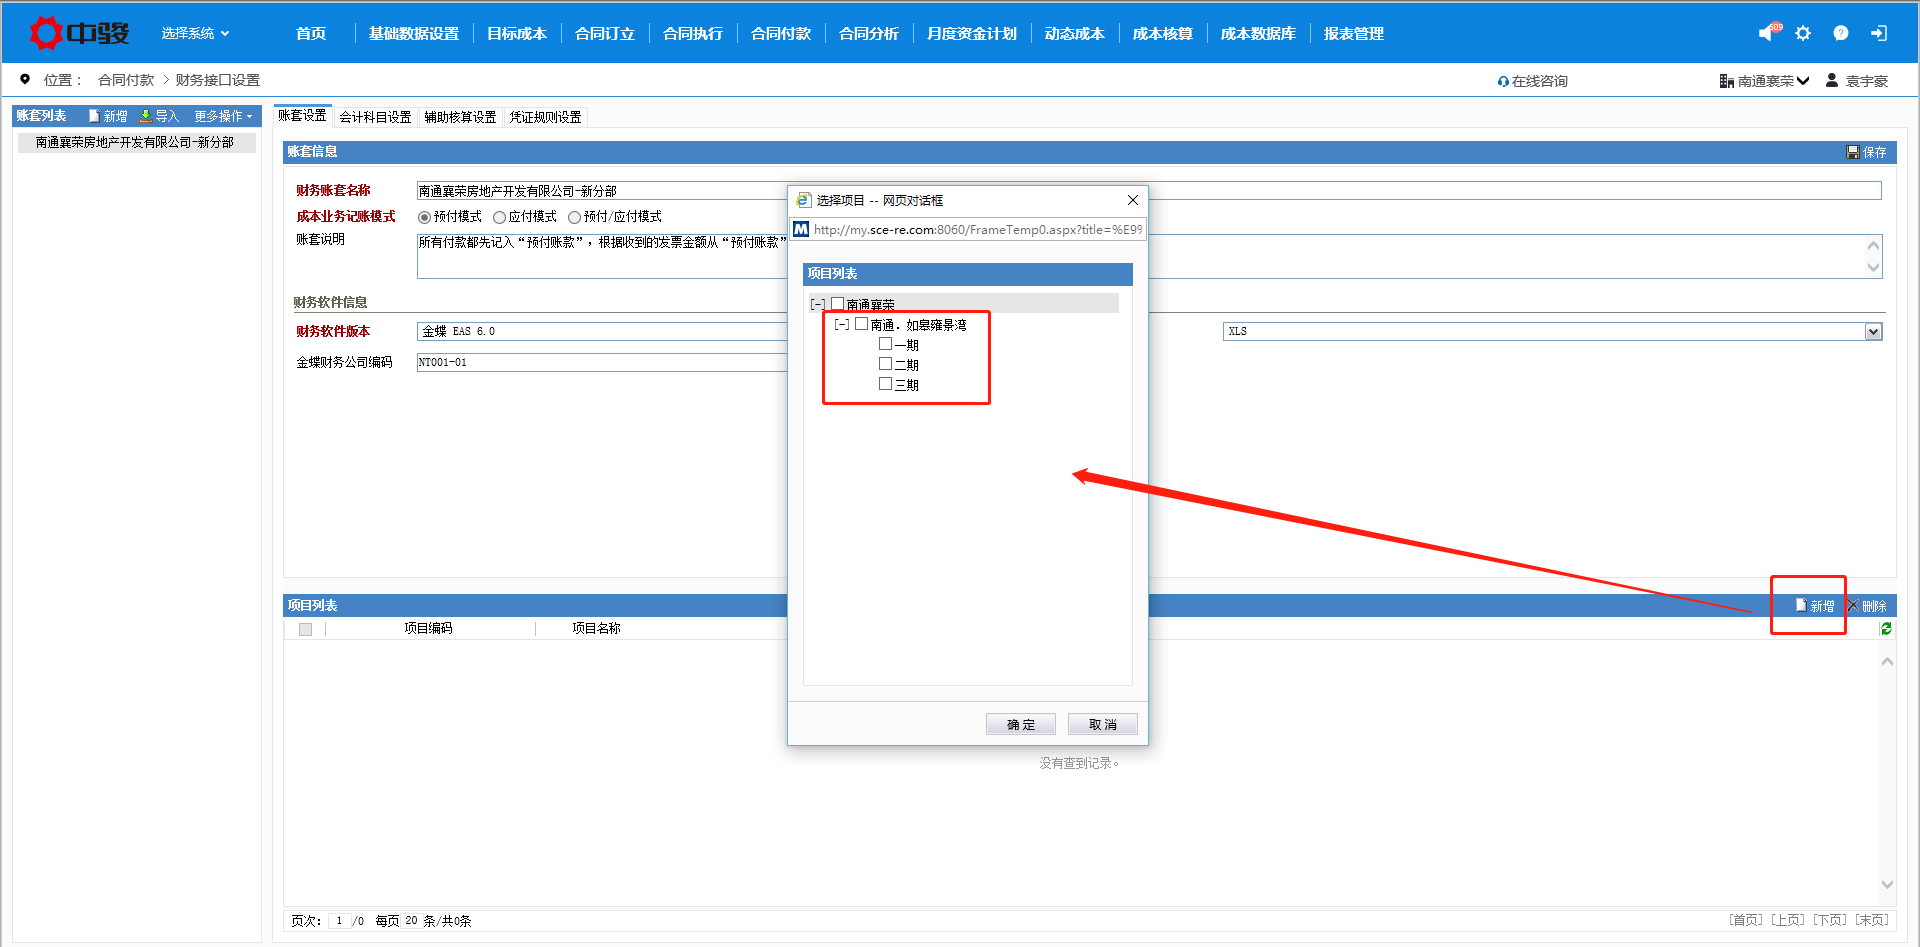 中骏 选择系统 首页 基础数据设置 目标成本 合同订立 合同执行 合同付款 合同分析 月度资金计划 动态成本 成本核算 成本数据库 报表管理 509
位置： 合同付款 > 财务接口设置 在线咨询 南通襄荣 袁宇豪
账套列表 新增 导入 更多操作
南通襄荣房地产开发有限公司-新分部
账套设置 会计科目设置 辅助核算设置 凭证规则设置
账套信息 保存
财务账套名称 南通襄荣房地产开发有限公司-新分部
成本业务记账模式 预付模式 应付模式 预付/应付模式
账套说明 所有付款都先记入“预付账款”，根据收到的发票金额从“预付账款”
财务软件信息
财务软件版本 金蝶 EAS 6.0 XLS
金蝶财务公司编码 NT001-01
选择项目 -- 网页对话框
http://my.sce-re.com:8060/FrameTemp0.aspx?title=%E99
项目列表
[-] 南通襄荣
[-] 南通．如皋雍景湾
一期
二期
三期
确 定 取 消
项目列表 新增 删除
项目编码 项目名称
没有查到记录。
页次： 1 /0 每页 20 条/共0条 [首页] [上页] [下页] [末页]